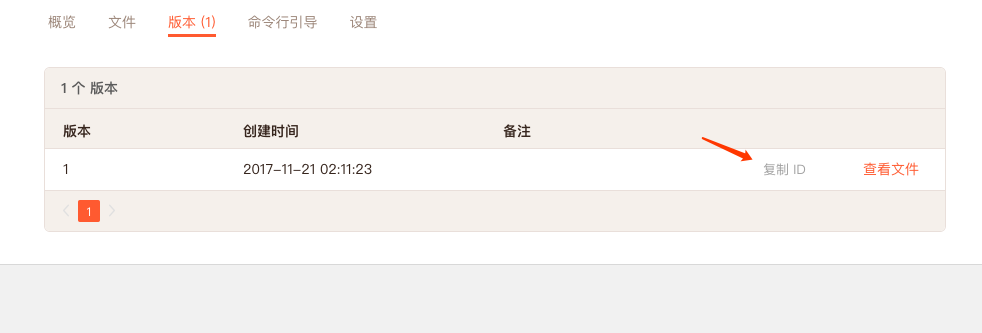 概览 文件 版本 (1) 命令行引导 设置
1 个 版本
版本 创建时间 备注
1 2017-11-21 02:11:23 复制 ID 查看文件
1